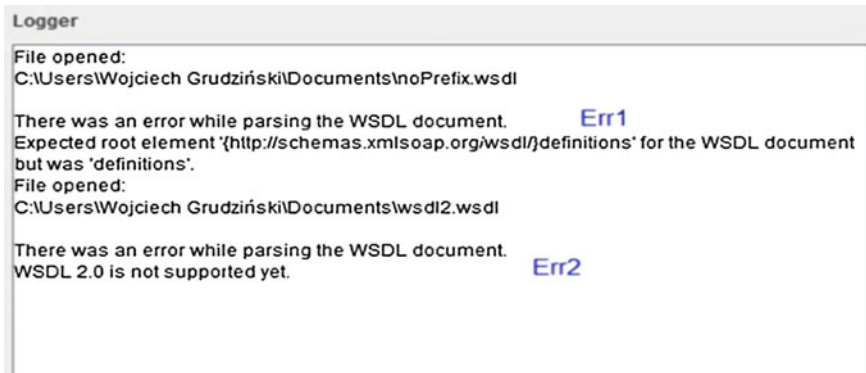 Logger
File opened:
C:\Users\Wojciech Grudziński\Documents\noPrefix.wsdl
There was an error while parsing the WSDL document. Err1
Expected root element '{http://schemas.xmlsoap.org/wsdl/}definitions' for the WSDL document
but was 'definitions'.
File opened:
C:\Users\Wojciech Grudziński\Documents\wsdl2.wsdl
There was an error while parsing the WSDL document.
WSDL 2.0 is not supported yet. Err2